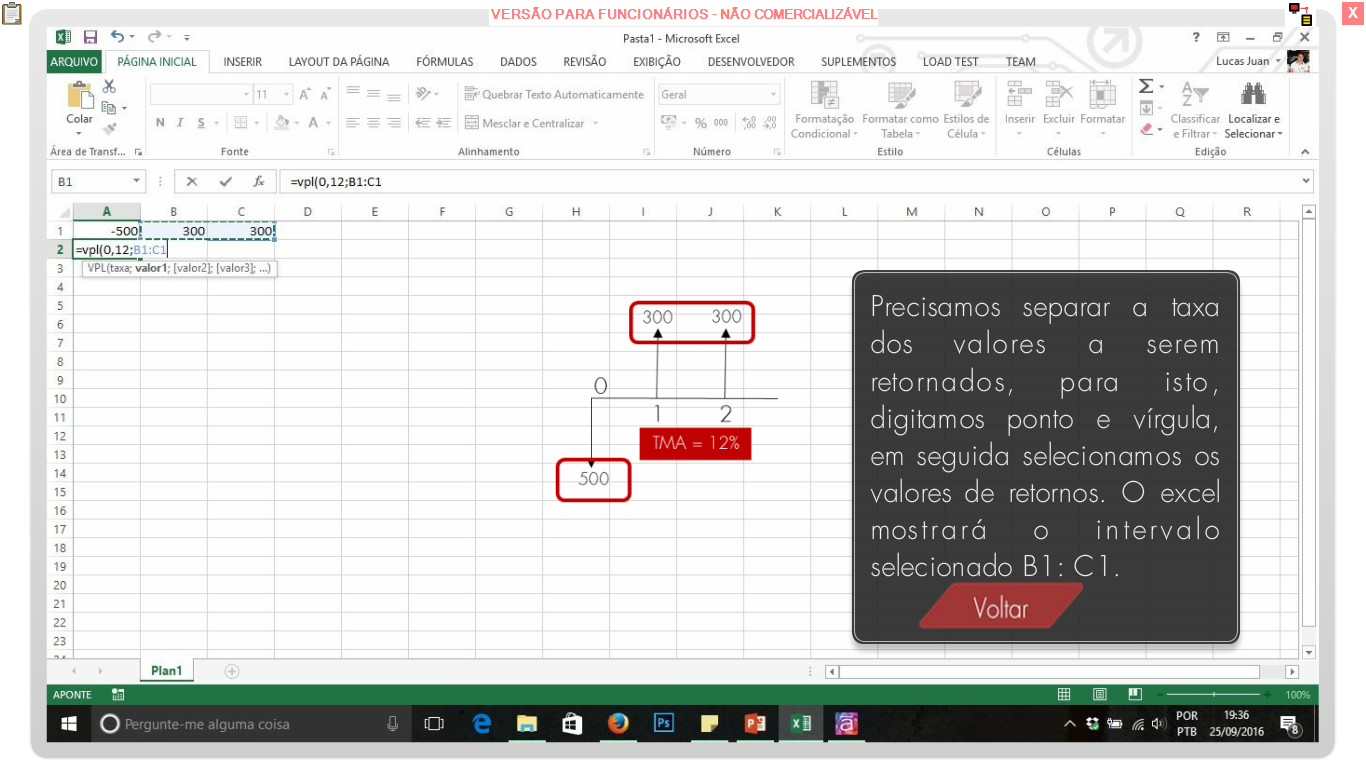 VERSÃO PARA FUNCIONÁRIOS - NÃO COMERCIALIZÁVEL
X
Pasta1 - Microsoft Excel
?
ARQUIVO PÁGINA INICIAL INSERIR LAYOUT DA PÁGINA FÓRMULAS DADOS REVISÃO EXIBIÇÃO DESENVOLVEDOR SUPLEMENTOS LOAD TEST TEAM Lucas Juan
11 A A Quebrar Texto Automaticamente Geral
Colar N I S A Mesclar e Centralizar % 000
Formatação Condicional
Formatar como Tabela
Estilos de Célula
Inserir Excluir Formatar
Classificar e Filtrar
Localizar e Selecionar
Área de Transf... Fonte Alinhamento Número Estilo Células Edição
B1 fx =vpl(0,12;B1:C1
A B C D E F G H I J K L M N O P Q R
1 -500 300 300
2 =vpl(0,12;B1:C1
3 VPL(taxa; valor1; [valor2]; [valor3]; ...)
4
5
6
7
8
9
10
11
12
13
14
15
16
17
18
19
20
21
22
23
24
300 300
0
1 2
TMA = 12%
500
Precisamos separar a taxa
dos valores a serem
retornados, para isto,
digitamos ponto e vírgula,
em seguida selecionamos os
valores de retornos. O excel
mostrará o intervalo
selecionado B1: C1.
Voltar
Plan1
APONTE 100%
Pergunte-me alguma coisa
Ps
POR
PTB
19:36
25/09/2016
8